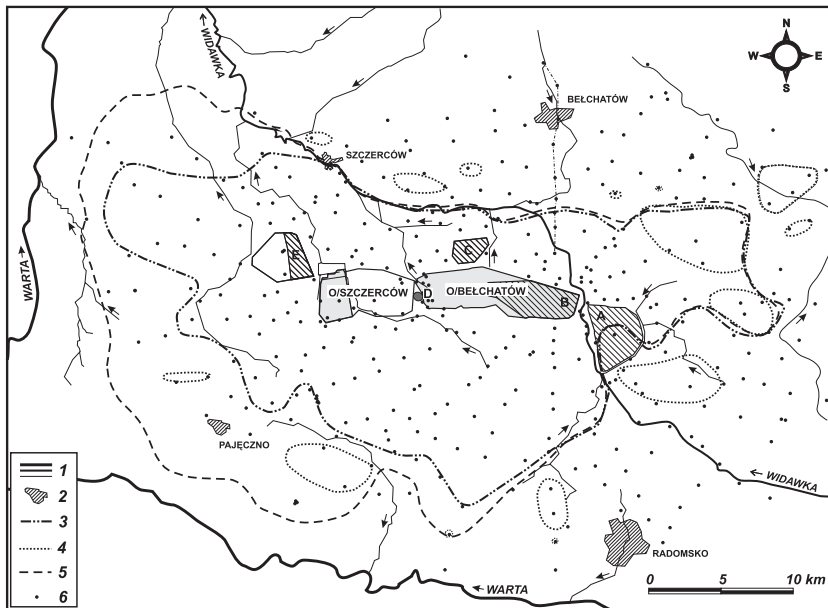 N
W E
S
WIDAWKA
BEŁCHATÓW
SZCZERCÓW
WARTA
E
C
O/SZCZERCÓW
D
O/BEŁCHATÓW
B
A
PAJĘCZNO
WIDAWKA
RADOMSKO
WARTA
1
2
3
4
5
6
0 5 10 km